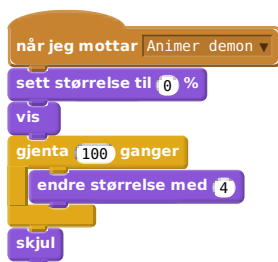 når jeg mottar Animer demon
sett størrelse til 0 %
vis
gjenta 100 ganger
endre størrelse med 4
skjul